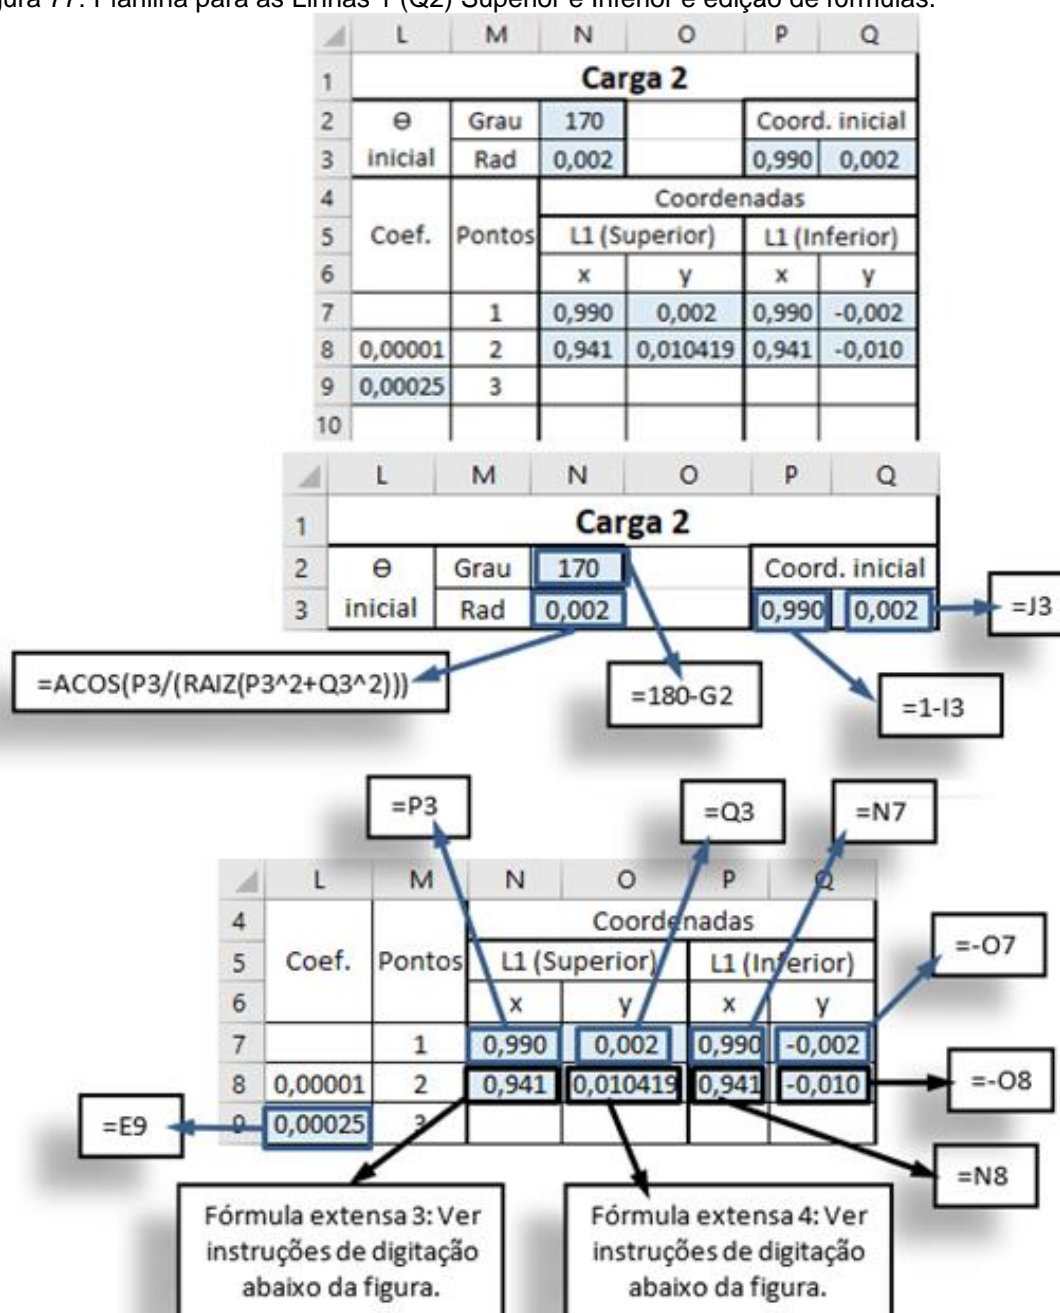 gura 77: Planilha para as Linhas 1 (Q2) Superior e Inferior e edição de fórmulas.
L M N O P Q
1 Carga 2
2 Ѳ Grau 170 Coord. inicial
3 inicial Rad 0,002 0,990 0,002
4 Coordenadas
5 Coef. Pontos L1 (Superior) L1 (Inferior)
6 x y x y
7 1 0,990 0,002 0,990 -0,002
8 0,00001 2 0,941 0,010419 0,941 -0,010
9 0,00025 3
10
L M N O P Q
1 Carga 2
2 Ѳ Grau 170 Coord. inicial
3 inicial Rad 0,002 0,990 0,002
=J3
=ACOS(P3/(RAIZ(P3^2+Q3^2)))
=180-G2
=1-I3
=P3
=Q3
=N7
L M N O P Q
4 Coordenadas
5 Coef. Pontos L1 (Superior) L1 (Inferior)
=-O7
6 x y x y
7 1 0,990 0,002 0,990 -0,002
8 0,00001 2 0,941 0,010419 0,941 -0,010
=-O8
=E9
9 0,00025 3
=N8
Fórmula extensa 3: Ver
instruções de digitação
abaixo da figura.
Fórmula extensa 4: Ver
instruções de digitação
abaixo da figura.